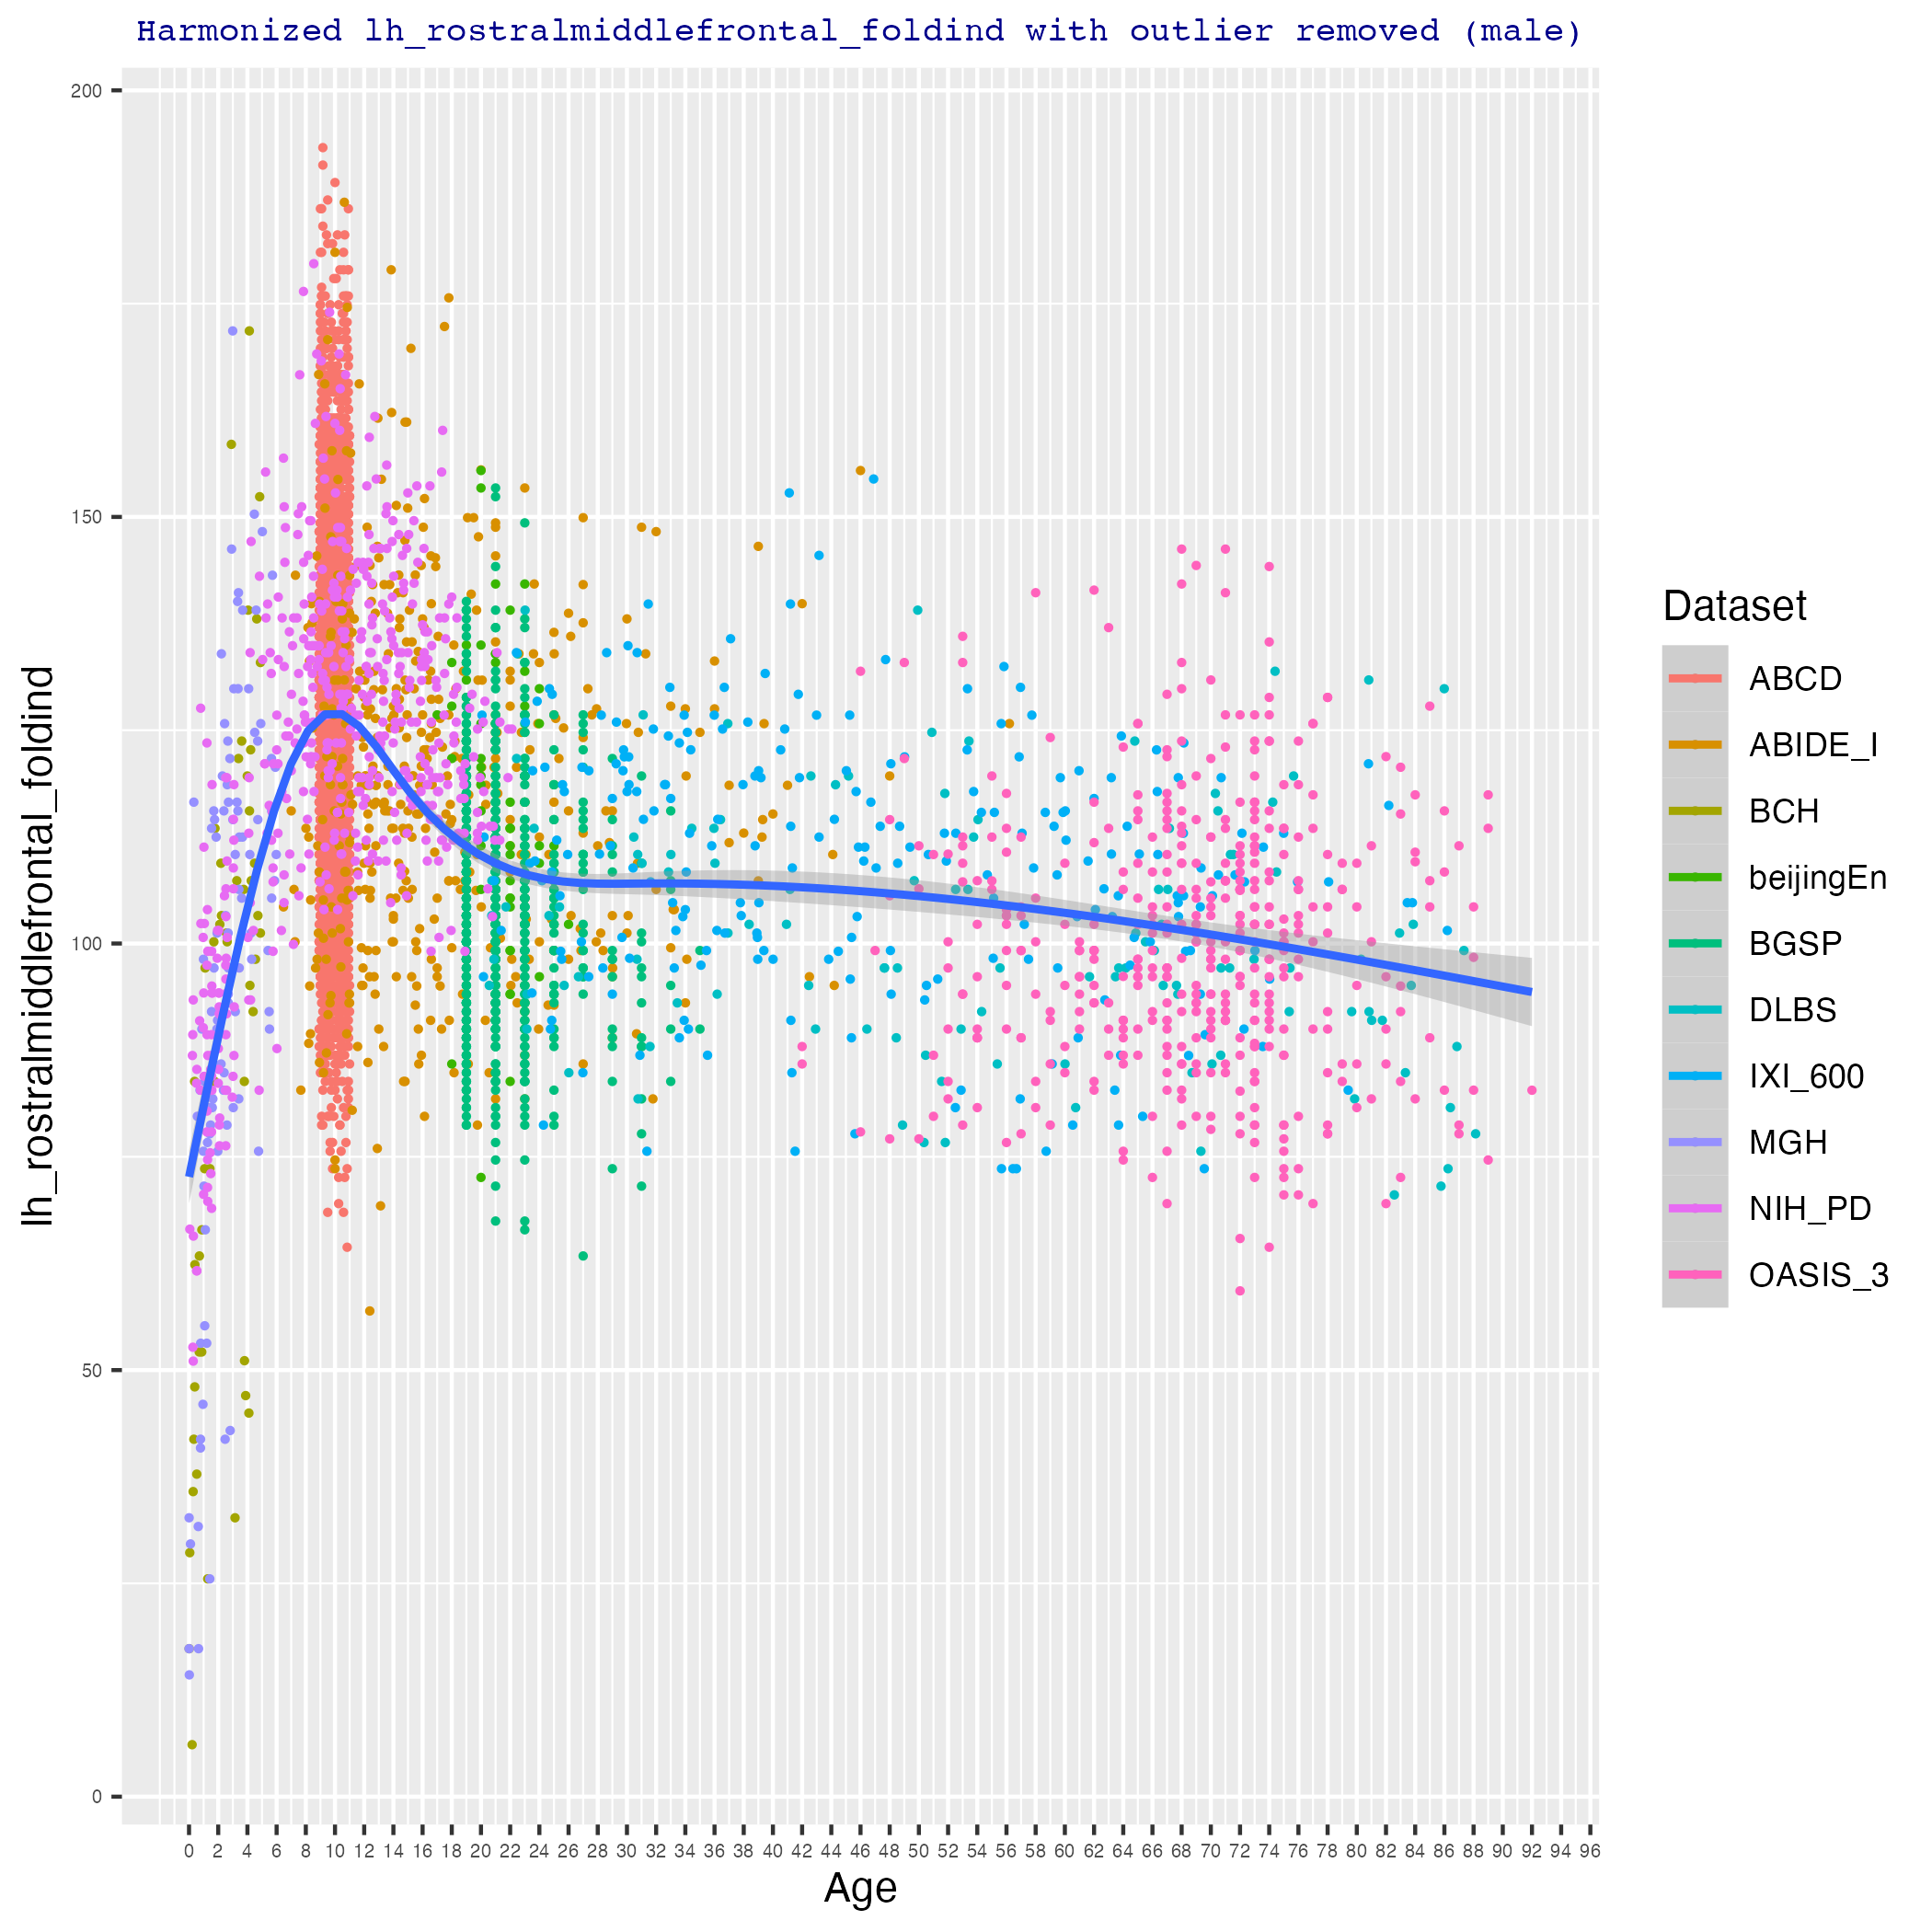 Harmonized lh_rostralmiddlefrontal_foldind with outlier removed (male)
lh_rostralmiddlefrontal_foldind
200
150
100
50
0
0 2 4 6 8 10 12 14 16 18 20 22 24 26 28 30 32 34 36 38 40 42 44 46 48 50 52 54 56 58 60 62 64 66 68 70 72 74 76 78 80 82 84 86 88 90 92 94 96
Age
Dataset
ABCD
ABIDE_I
BCH
beijingEn
BGSP
DLBS
IXI_600
MGH
NIH_PD
OASIS_3